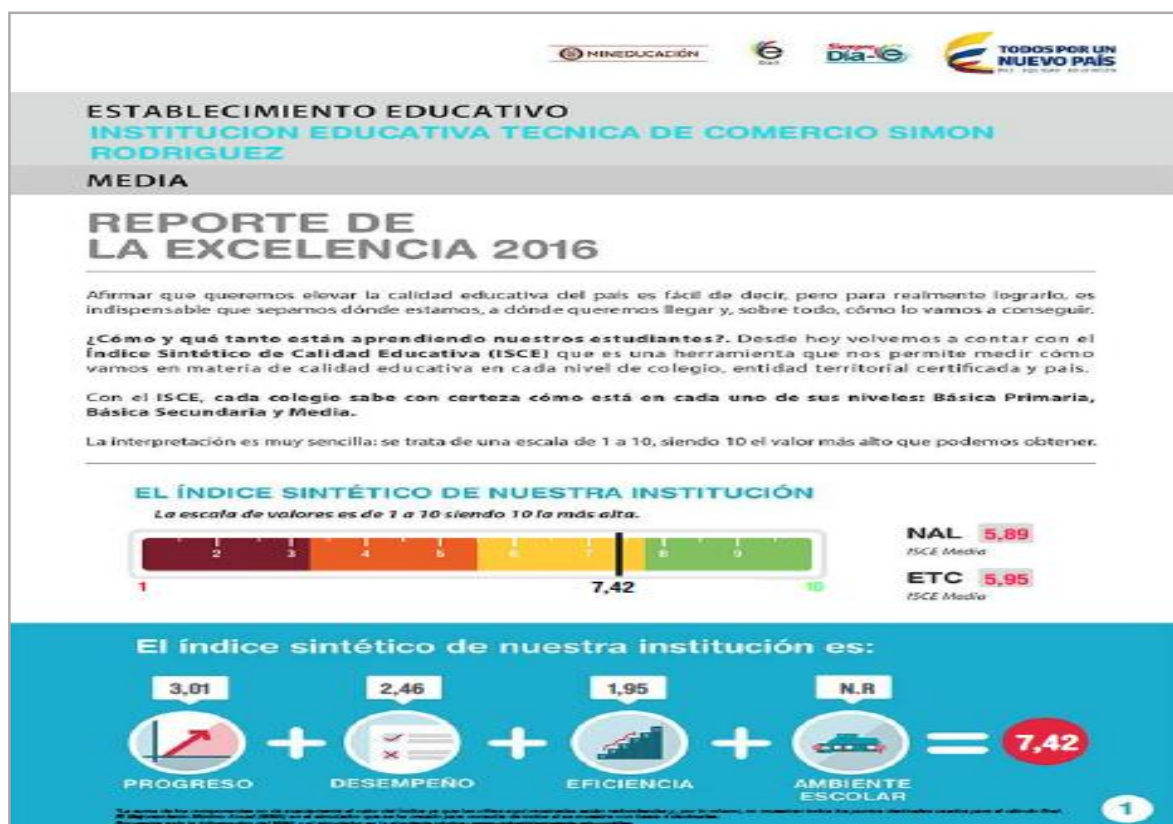 MINEDUCACIÓN
Siempre
Día-e
TODOS POR UN
NUEVO PAÍS
ESTABLECIMIENTO EDUCATIVO
INSTITUCION EDUCATIVA TECNICA DE COMERCIO SIMON
RODRIGUEZ
MEDIA
REPORTE DE
LA EXCELENCIA 2016
Afirmar que queremos elevar la calidad educativa del país es fácil de decir, pero para realmente lograrlo, es
indispensable que sepamos dónde estamos, a dónde queremos llegar y, sobre todo, cómo lo vamos a conseguir.
¿Cómo y qué tanto están aprendiendo nuestros estudiantes?. Desde hoy volvemos a contar con el
Índice Sintético de Calidad Educativa (ISCE) que es una herramienta que nos permite medir cómo
vamos en materia de calidad educativa en cada nivel de colegio, entidad territorial certificada y país.
Con el ISCE, cada colegio sabe con certeza cómo está en cada uno de sus niveles: Básica Primaria,
Básica Secundaria y Media.
La interpretación es muy sencilla: se trata de una escala de 1 a 10, siendo 10 el valor más alto que podemos obtener.
EL ÍNDICE SINTÉTICO DE NUESTRA INSTITUCIÓN
La escala de valores es de 1 a 10 siendo 10 la más alta.
2 3 4 5 6 7 8 9
1 7,42 10
NAL 5,89
ISCE Media
ETC 5,95
ISCE Media
El índice sintético de nuestra institución es:
3,01 2,46 1,95 N.R
+ + + = 7,42
PROGRESO DESEMPEÑO EFICIENCIA AMBIENTE
ESCOLAR
1